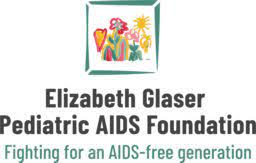 Elizabeth Glaser
Pediatric AIDS Foundation
Fighting for an AIDS-free generation